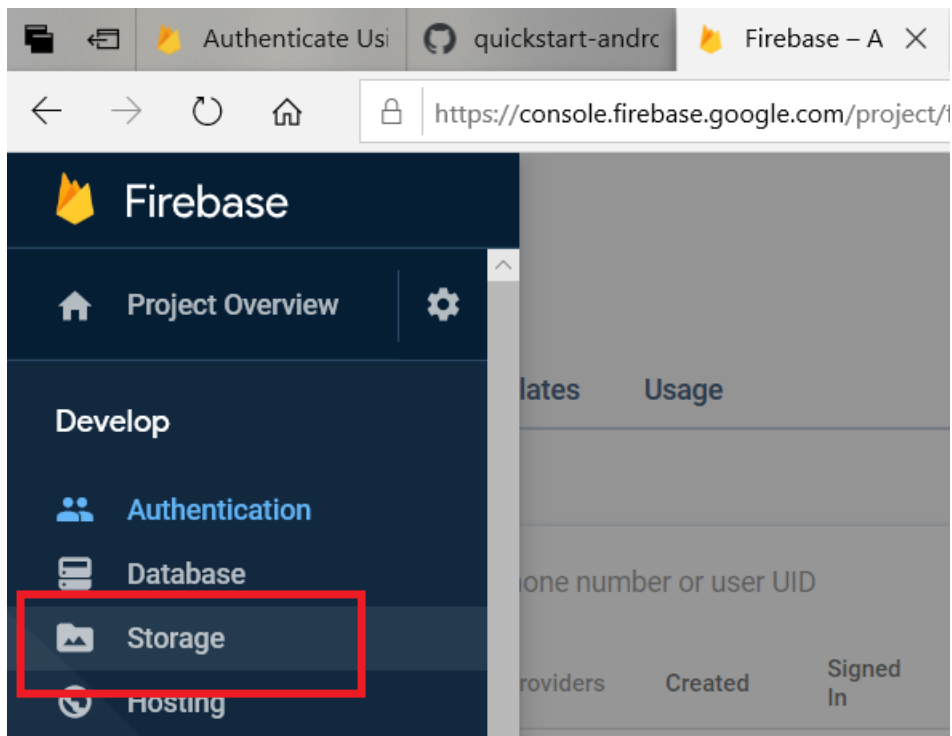 Authenticate Usi
quickstart-andrc
Firebase – A
https://console.firebase.google.com/project/f
Firebase
Project Overview
Develop
Authentication
Database
Storage
Hosting
lates
Usage
one number or user UID
roviders
Created
Signed
In